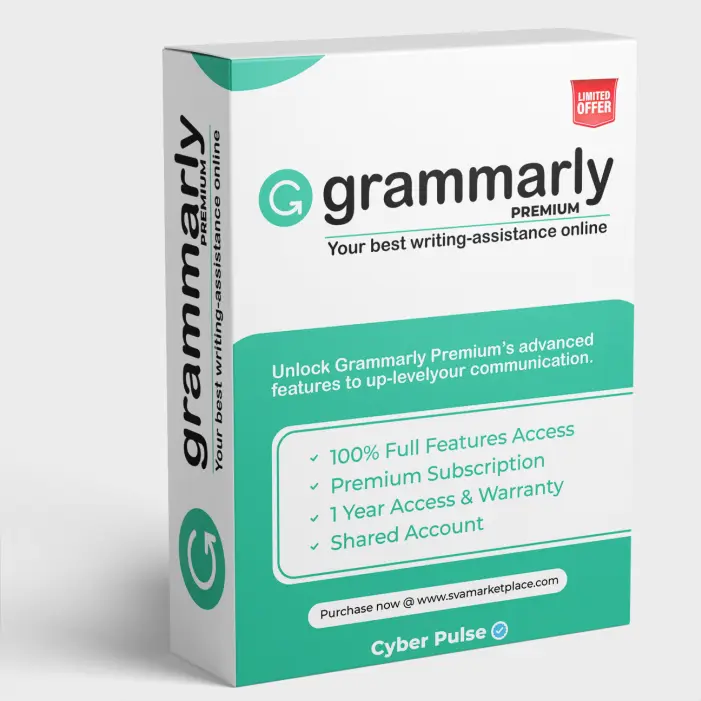 grammarly
PREMIUM
Your best writing-assistance online
LIMITED
OFFER
grammarly
PREMIUM
Your best writing-assistance online
Unlock Grammarly Premium's advanced
features to up-levelyour communication.
100% Full Features Access
Premium Subscription
1 Year Access & Warranty
Shared Account
Purchase now @ www.svamarketplace.com
Cyber Pulse